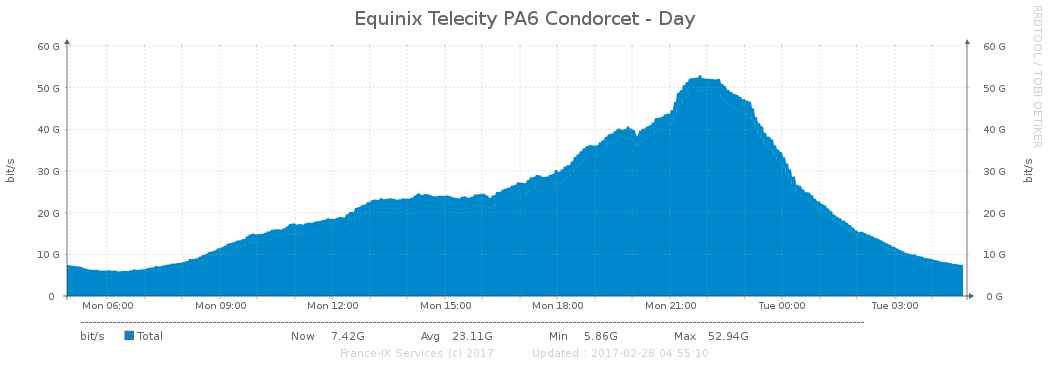 Equinix Telecity PA6 Condorcet - Day
RRDTOOL / TOBI OETIKER
60 G 60 G
50 G 50 G
40 G 40 G
30 G 30 G
20 G 20 G
10 G 10 G
0 0 G
bit/s bit/s
Mon 06:00 Mon 09:00 Mon 12:00 Mon 15:00 Mon 18:00 Mon 21:00 Tue 00:00 Tue 03:00
bit/s Total Now 7.42G Avg 23.11G Min 5.86G Max 52.94G
France-IX Services (c) 2017 Updated : 2017-02-28 04:55:10